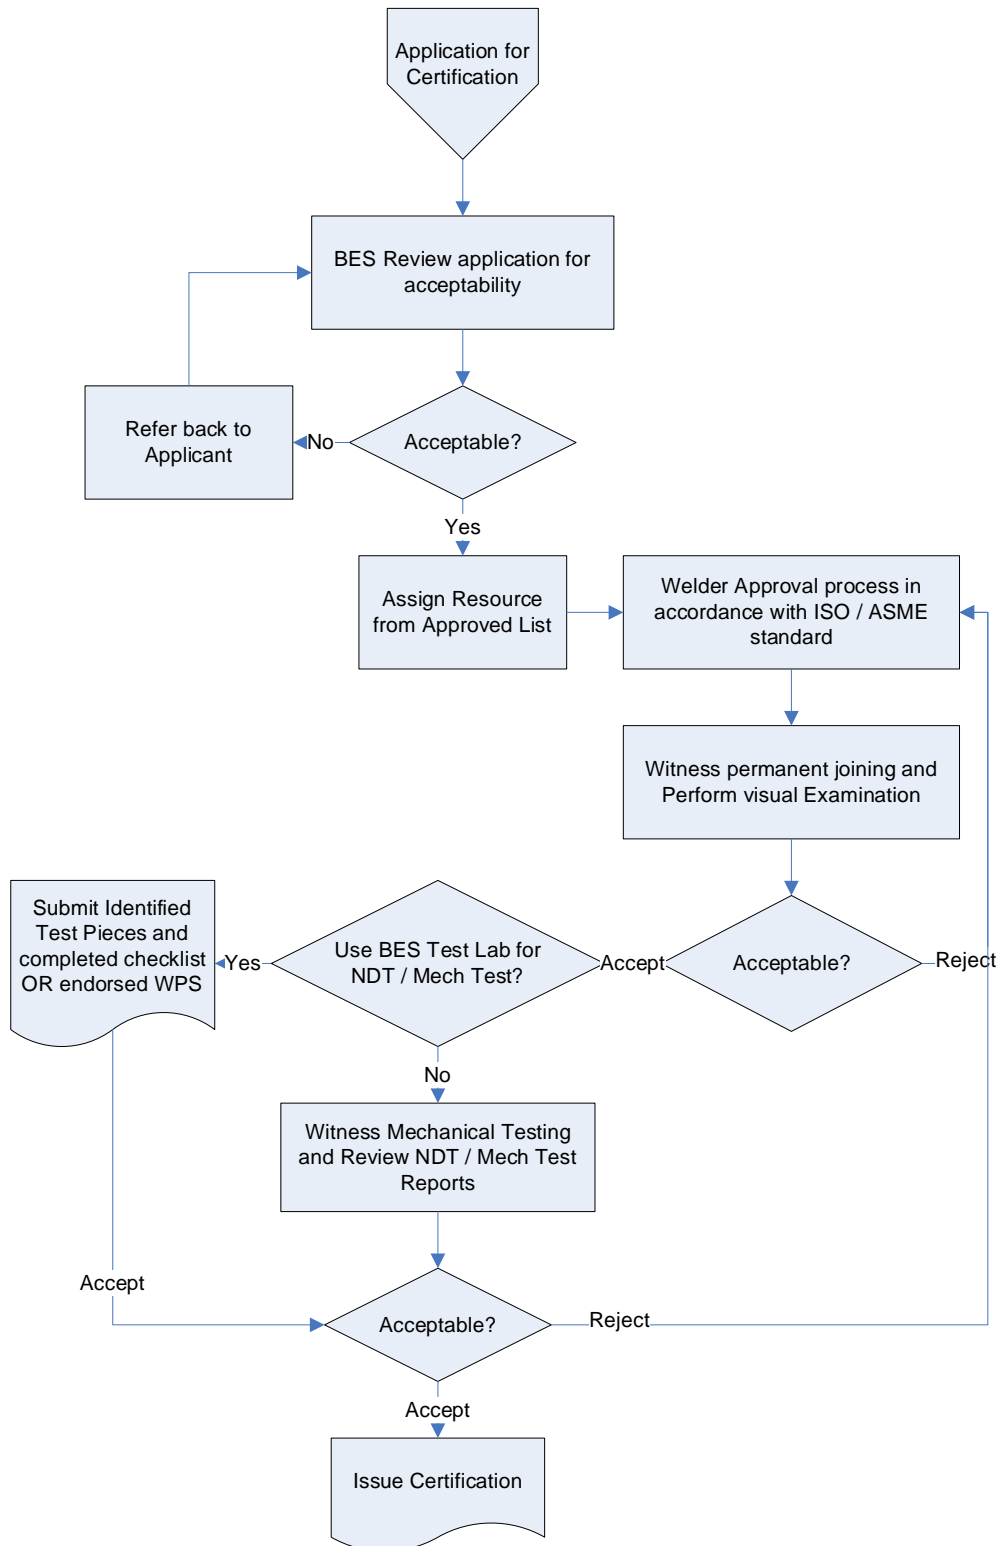 Application for
Certification
BES Review application for
acceptability
Refer back to
Applicant
No
Acceptable?
Yes
Assign Resource
from Approved List
Welder Approval process in
accordance with ISO / ASME
standard
Witness permanent joining and
Perform visual Examination
Submit Identified
Test Pieces and
completed checklist
OR endorsed WPS
Yes
Use BES Test Lab for
NDT / Mech Test?
Accept
Acceptable?
Reject
No
Witness Mechanical Testing
and Review NDT / Mech Test
Reports
Accept
Acceptable?
Reject
Accept
Issue Certification